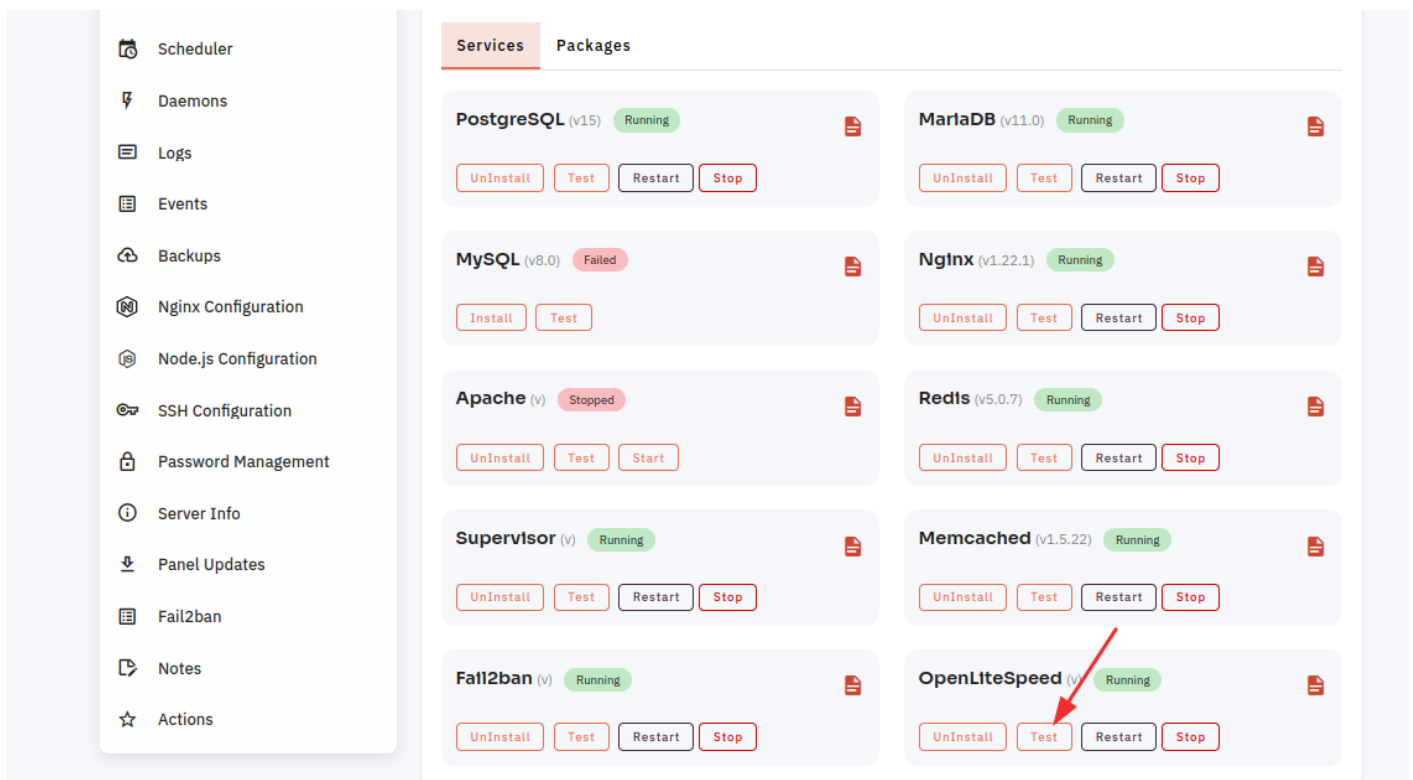 Scheduler
Daemons
Logs
Events
Backups
Nginx Configuration
Node.js Configuration
SSH Configuration
Password Management
Server Info
Panel Updates
Fail2ban
Notes
Actions
Services Packages
PostgreSQL (v15) Running
UnInstall Test Restart Stop
MariaDB (v11.0) Running
UnInstall Test Restart Stop
MySQL (v8.0) Failed
Install Test
Nginx (v1.22.1) Running
UnInstall Test Restart Stop
Apache (v) Stopped
UnInstall Test Start
Redis (v5.0.7) Running
UnInstall Test Restart Stop
Supervisor (v) Running
UnInstall Test Restart Stop
Memcached (v1.5.22) Running
UnInstall Test Restart Stop
Fail2ban (v) Running
UnInstall Test Restart Stop
OpenLiteSpeed (v) Running
UnInstall Test Restart Stop